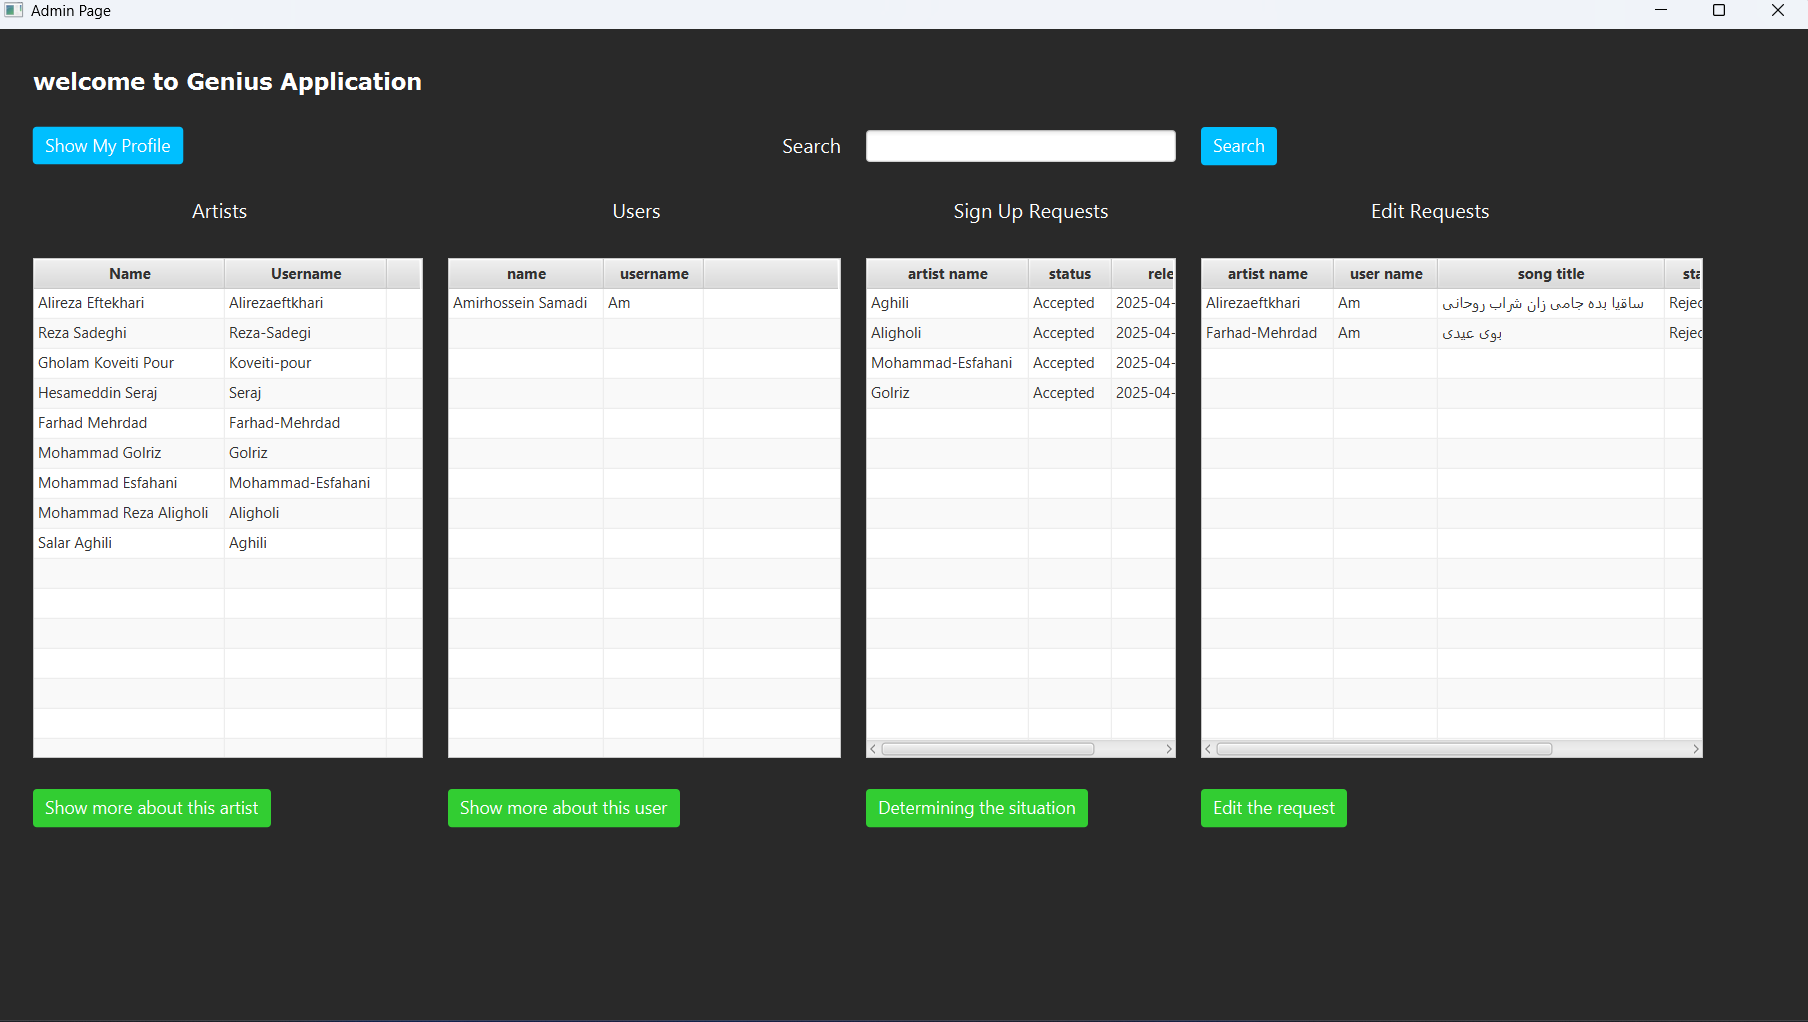 Admin Page
welcome to Genius Application
Show My Profile
Search
Search
Artists
Users
Sign Up Requests
Edit Requests
Name Username
Alireza Eftekhari Alirezaeftkhari
Reza Sadeghi Reza-Sadegi
Gholam Koveiti Pour Koveiti-pour
Hesameddin Seraj Seraj
Farhad Mehrdad Farhad-Mehrdad
Mohammad Golriz Golriz
Mohammad Esfahani Mohammad-Esfahani
Mohammad Reza Aligholi Aligholi
Salar Aghili Aghili
name username
Amirhossein Samadi Am
artist name status rele
Aghili Accepted 2025-04-
Aligholi Accepted 2025-04-
Mohammad-Esfahani Accepted 2025-04-
Golriz Accepted 2025-04-
artist name user name song title sta
Alirezaeftkhari Am ساقیا بده جامی زان شراب روحانی Rejec
Farhad-Mehrdad Am بوی عیدی Rejec
Show more about this artist
Show more about this user
Determining the situation
Edit the request